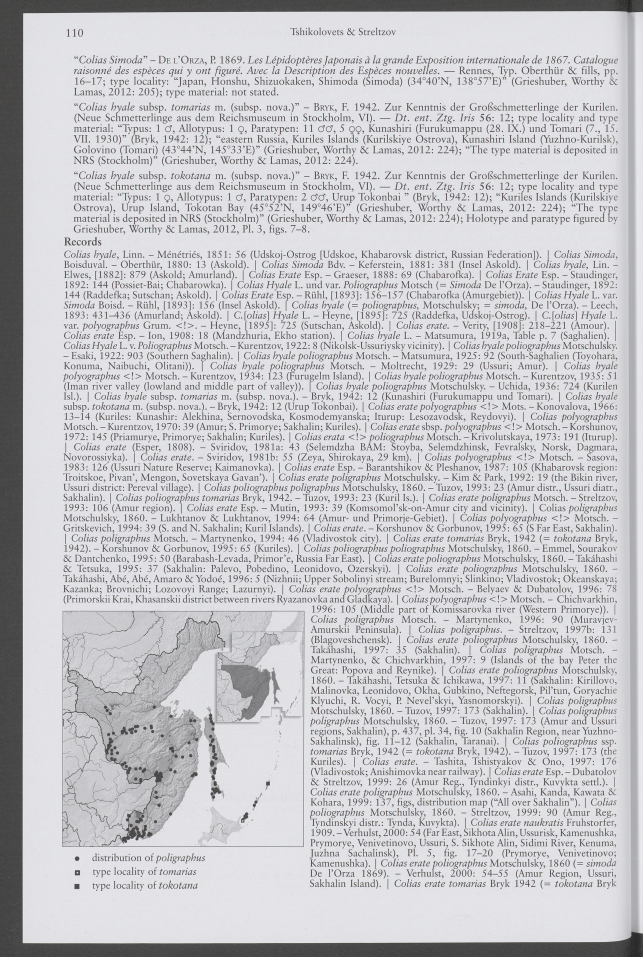 110
Tshikolovets & Streltzov
"Colias Simoda" – DE L'ORZA, P. 1869. Les Lépidoptères Japonais à la grande Exposition internationale de 1867. Catalogue
raisonné des espèces qui y ont figuré. Avec la Description des Espèces nouvelles. — Rennes, Typ. Oberthür & fills, pp.
16–17; type locality: "Japan, Honshu, Shizuokaken, Shimoda (Simoda) (34°40'N, 138°57'E)" (Grieshuber, Worthy &
Lamas, 2012: 205); type material: not stated.
"Colias hyale subsp. tomarias m. (subsp. nova.)" – BRYK, F. 1942. Zur Kenntnis der Großschmetterlinge der Kurilen.
(Neue Schmetterlinge aus dem Reichsmuseum in Stockholm, VI). — Dt. ent. Ztg. Iris 56: 12; type locality and type
material: "Typus: 1 ♂, Allotypus: 1 ♀, Paratypen: 11 ♂♂, 5 ♀♀, Kunashiri (Furukumappu (28. IX.) und Tomari (7., 15.
VII. 1930)" (Bryk, 1942: 12); "eastern Russia, Kuriles Islands (Kurilskiye Ostrova), Kunashiri Island (Yuzhno-Kurilsk),
Golovino (Tomari) (43°44'N, 145°33'E)" (Grieshuber, Worthy & Lamas, 2012: 224); "The type material is deposited in
NRS (Stockholm)" (Grieshuber, Worthy & Lamas, 2012: 224).
"Colias hyale subsp. tokotana m. (subsp. nova.)" – BRYK, F. 1942. Zur Kenntnis der Großschmetterlinge der Kurilen.
(Neue Schmetterlinge aus dem Reichsmuseum in Stockholm, VI). — Dt. ent. Ztg. Iris 56: 12; type locality and type
material: "Typus: 1 ♀, Allotypus: 1 ♂, Paratypen: 2 ♂♂, Urup Tokonbai " (Bryk, 1942: 12); "Kuriles Islands (Kurilskiye
Ostrova), Urup Island, Tokotan Bay (45°52'N, 149°46'E)" (Grieshuber, Worthy & Lamas, 2012: 224); "The type
material is deposited in NRS (Stockholm)" (Grieshuber, Worthy & Lamas, 2012: 224); Holotype and paratype figured by
Grieshuber, Worthy & Lamas, 2012, Pl. 3, figs. 7–8.
Records
Colias hyale, Linn. – Ménétriés, 1851: 56 (Udskoj-Ostrog [Udskoe, Khabarovsk district, Russian Federation]). | Colias Simoda,
Boisduval. – Oberthür, 1880: 13 (Askold). | Colias Simoda Bdv. – Keferstein, 1881: 381 (Insel Askold). | Colias hyale, Lin. –
Elwes, [1882]: 879 (Askold; Amurland). | Colias Erate Esp. – Graeser, 1888: 69 (Chabarofka). | Colias Erate Esp. – Staudinger,
1892: 144 (Possiet-Bai; Chabarowka). | Colias Hyale L. und var. Poliographus Motsch (= Simoda De l'Orza). – Staudinger, 1892:
144 (Raddefka; Sutschan; Askold). | Colias Erate Esp. – Rühl, [1893]: 156–157 (Chabarofka (Amurgebiet)). | Colias Hyale L. var.
Simoda Boisd. – Rühl, [1893]: 156 (Insel Askold). | Colias hyale (= poliographus, Motschulsky; = simoda, De l'Orza). – Leech,
1893: 431–436 (Amurland; Askold). | C.[olias] Hyale L. – Heyne, [1895]: 725 (Raddefka, Udskoj-Ostrog). | C.[olias] Hyale L.
var. polyographus Grum. <!>. – Heyne, [1895]: 725 (Sutschan, Askold). | Colias erate. – Verity, [1908]: 218–221 (Amour). |
Colias erate Esp. – Ion, 1908: 18 (Mandzhuria, Ekho station). | Colias hyale L. – Matsumura, 1919a, Table p. 7 (Saghalien). |
Colias Hyale L. v. Poliographus Motsch. – Kurentzov, 1922: 8 (Nikolsk-Ussuriysky vicinity). | Colias hyale poliographus Motschulsky.
– Esaki, 1922: 903 (Southern Saghalin). | Colias hyale poliographus Motsch. – Matsumura, 1925: 92 (South-Saghalien (Toyohara,
Konuma, Naibuchi, Olitani)). | Colias hyale poliographus Motsch. – Moltrecht, 1929: 29 (Ussuri; Amur). | Colias hyale
polyographus <!> Motsch. – Kurentzov, 1934: 123 (Furugelm Island). | Colias hyale poliographus Motsch. – Kurentzov, 1935: 51
(Iman river valley (lowland and middle part of valley)). | Colias hyale poliographus Motschulsky. – Uchida, 1936: 724 (Kurilen
Isl.). | Colias hyale subsp. tomarias m. (subsp. nova.). – Bryk, 1942: 12 (Kunashiri (Furukumappu und Tomari). | Colias hyale
subsp. tokotana m. (subsp. nova.). – Bryk, 1942: 12 (Urup Tokonbai). | Colias erate polyographus <!> Mots. – Konovalova, 1966:
13–14 (Kuriles: Kunashir: Alekhina, Sernovodska, Kosmodemyanska; Iturup: Lesozavodsk, Reydovyi). | Colias polyographus
Motsch. – Kurentzov, 1970: 39 (Amur; S. Primorye; Sakhalin; Kuriles). | Colias erate sbsp. polyographus <!> Motsch. – Korshunov,
1972: 145 (Priamurye, Primorye; Sakhalin; Kuriles). | Colias erata <!> poliographus Motsch. – Krivolutskaya, 1973: 191 (Iturup).
| Colias erate (Esper, 1808). – Sviridov, 1981a: 43 (Selemdzha BAM: Stoyba, Selemdzhinsk, Fevralsky, Norsk, Dagmara,
Novorossiyka). | Colias erate. – Sviridov, 1981b: 55 (Zeya, Shirokaya, 29 km). | Colias polyographus <!> Motsch. – Sasova,
1983: 126 (Ussuri Nature Reserve; Kaimanovka). | Colias erate Esp. – Barantshikov & Pleshanov, 1987: 105 (Khabarovsk region:
Troitskoe, Pivan', Mengon, Sovetskaya Gavan'). | Colias erate poliographus Motschulsky. – Kim & Park, 1992: 19 (the Bikin river,
Ussuri district: Pereval village). | Colias poliographus poligraphus Motschulsky, 1860. – Tuzov, 1993: 23 (Amur distr., Ussuri diatr.,
Sakhalin). | Colias poliographus tomarias Bryk, 1942. – Tuzov, 1993: 23 (Kuril Is.). | Colias erate poligraphus Motsch. – Streltzov,
1993: 106 (Amur region). | Colias erate Esp. – Mutin, 1993: 39 (Komsomol'sk-on-Amur city and vicinity). | Colias poligraphus
Motschulsky, 1860. – Lukhtanov & Lukhtanov, 1994: 64 (Amur- und Primorje-Gebiet). | Colias polyographus <!> Motsch. –
Gritskevich, 1994: 39 (S. and N. Sakhalin; Kuril Islands). | Colias erate. – Korshunov & Gorbunov, 1995: 65 (S Far East, Sakhalin).
| Colias poligraphus Motsch. – Martynenko, 1994: 46 (Vladivostok city). | Colias erate tomarias Bryk, 1942 (= tokotana Bryk,
1942). – Korshunov & Gorbunov, 1995: 65 (Kuriles). | Colias poliographus poliographus Motschulsky, 1860. – Emmel, Sourakov
& Dantchenko, 1995: 50 (Barabash-Levada, Primor'e, Russia Far East). | Colias erate poliographus Motschulsky, 1860. – Takáhashi
& Tetsuka, 1995: 37 (Sakhalin: Palevo, Pobedino, Leonidovo, Ozerskyi). | Colias erate poliographus Motschulsky, 1860. –
Takáhashi, Abé, Abé, Amaro & Yodoé, 1996: 5 (Nizhnii; Upper Sobolinyi stream; Burelomnyi; Slinkino; Vladivostok; Okeanskaya;
Kazanka; Brovnichi; Lozovoyi Range; Lazurnyi). | Colias erate polyographus <!> Motsch. – Belyaev & Dubatolov, 1996: 78
(Primorskii Krai, Khasanskii district between rivers Ryazanovka and Gladkaya). | Colias polyographus <!> Motsch. – Chichvarkhin,
1996: 105 (Middle part of Komissarovka river (Western Primorye)). |
Colias poligraphus Motsch. – Martynenko, 1996: 90 (Muravjev-
Amurskii Peninsula). | Colias poligraphus. – Streltzov, 1997b: 131
(Blagoveshchensk). | Colias erate poliographus Motschulsky, 1860. –
Takáhashi, 1997: 35 (Sakhalin). | Colias poligraphus Motsch. –
Martynenko, & Chichvarkhin, 1997: 9 (Islands of the bay Peter the
Great: Popova and Reynike). | Colias erate poliographus Motschulsky,
1860. – Takáhashi, Tetsuka & Ichikawa, 1997: 11 (Sakhalin: Kirillovo,
Malinovka, Leonidovo, Okha, Gubkino, Neftegorsk, Pil'tun, Goryachie
Klyuchi, R. Vocyi, P. Nevel'skyi, Yasnomorskyi). | Colias poligraphus
Motschulsky, 1860. – Tuzov, 1997: 173 (Sakhalin). | Colias poligraphus
poligraphus Motschulsky, 1860. – Tuzov, 1997: 173 (Amur and Ussuri
regions, Sakhalin), p. 437, pl. 34, fig. 10 (Sakhalin Region, near Yuzhno-
Sakhalinsk), fig. 11–12 (Sakhalin, Taranai). | Colias poligraphus ssp.
tomarias Bryk, 1942 (= tokotana Bryk, 1942). – Tuzov, 1997: 173 (the
Kuriles). | Colias erate. – Tashita, Tshistyakov & Ono, 1997: 176
(Vladivostok; Anishimovka near railway). | Colias erate Esp. – Dubatolov
& Streltzov, 1999: 26 (Amur Reg., Tyndinkyi distr., Kuvykta settl.). |
Colias erate poligraphus Motschulsky, 1860. – Asahi, Kanda, Kawata &
Kohara, 1999: 137, figs, distribution map ("All over Sakhalin"). | Colias
poliographus Motschulsky, 1860. – Streltzov, 1999: 90 (Amur Reg.,
Tyndinskyi distr.: Tynda, Kuvykta). | Colias erate naukratis Fruhstorfer,
1909. – Verhulst, 2000: 54 (Far East, Sikhota Alin, Ussurisk, Kamenushka,
Prymorye, Venivetinovo, Ussuri, S. Sikhote Alin, Sidimi River, Kenuma,
Juzhna Sachalinsk), Pl. 5, fig. 17–20 (Prymorye, Venivetinovo;
Kamenushka). | Colias erate poliographus Motschulsky, 1860 (= simoda
De l'Orza 1869). – Verhulst, 2000: 54–55 (Amur Region, Ussuri,
Sakhalin Island). | Colias erate tomarias Bryk 1942 (= tokotana Bryk
distribution of poligraphus
type locality of tomarias
type locality of tokotana